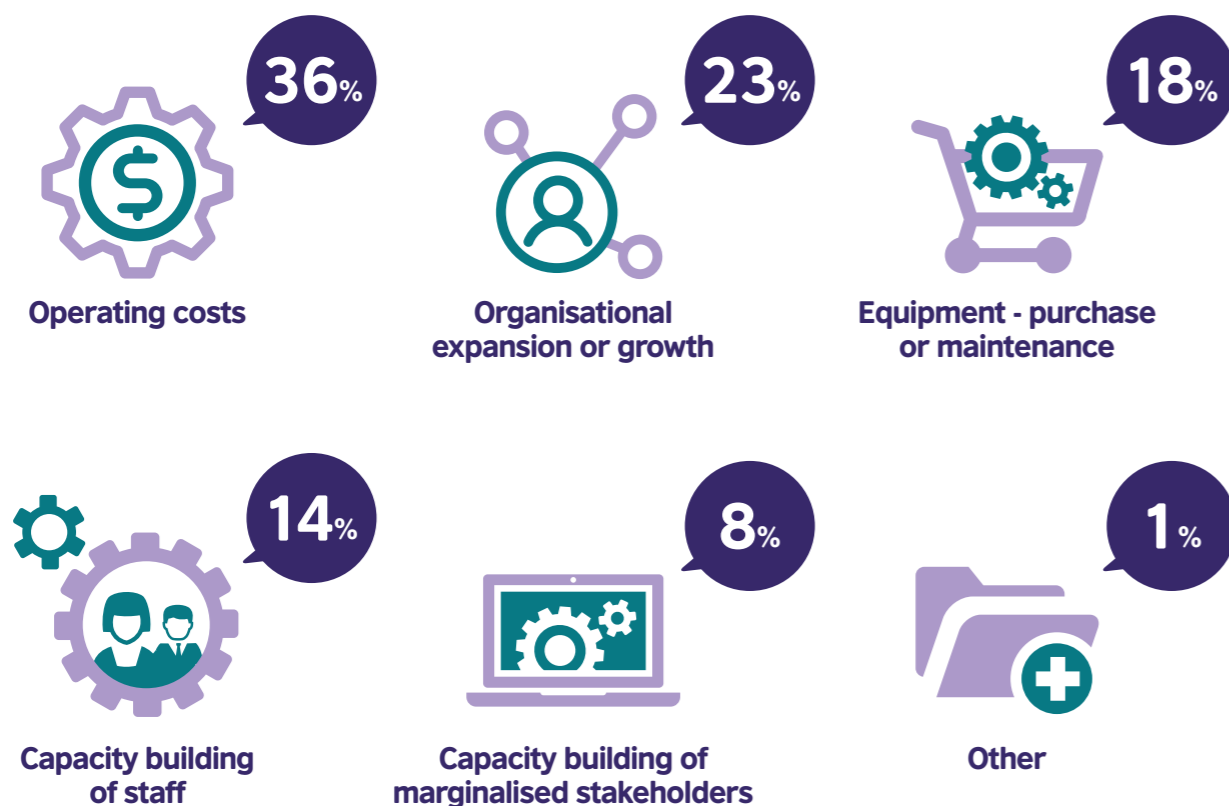 36%
23%
18%
Operating costs
Organisational
expansion or growth
Equipment - purchase
or maintenance
14%
8%
1%
Capacity building
of staff
Capacity building of
marginalised stakeholders
Other